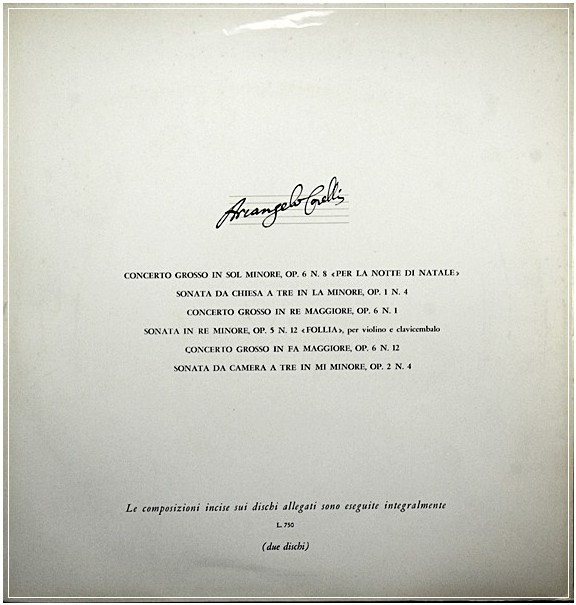 Arcangelo Corelli
CONCERTO GROSSO IN SOL MINORE, OP. 6 N. 8 «PER LA NOTTE DI NATALE»
SONATA DA CHIESA A TRE IN LA MINORE, OP. 1 N. 4
CONCERTO GROSSO IN RE MAGGIORE, OP. 6 N. 1
SONATA IN RE MINORE, OP. 5 N. 12 «FOLLIA», per violino e clavicembalo
CONCERTO GROSSO IN FA MAGGIORE, OP. 6 N. 12
SONATA DA CAMERA A TRE IN MI MINORE, OP. 2 N. 4
Le composizioni incise sui dischi allegati sono eseguite integralmente
L. 750
(due dischi)